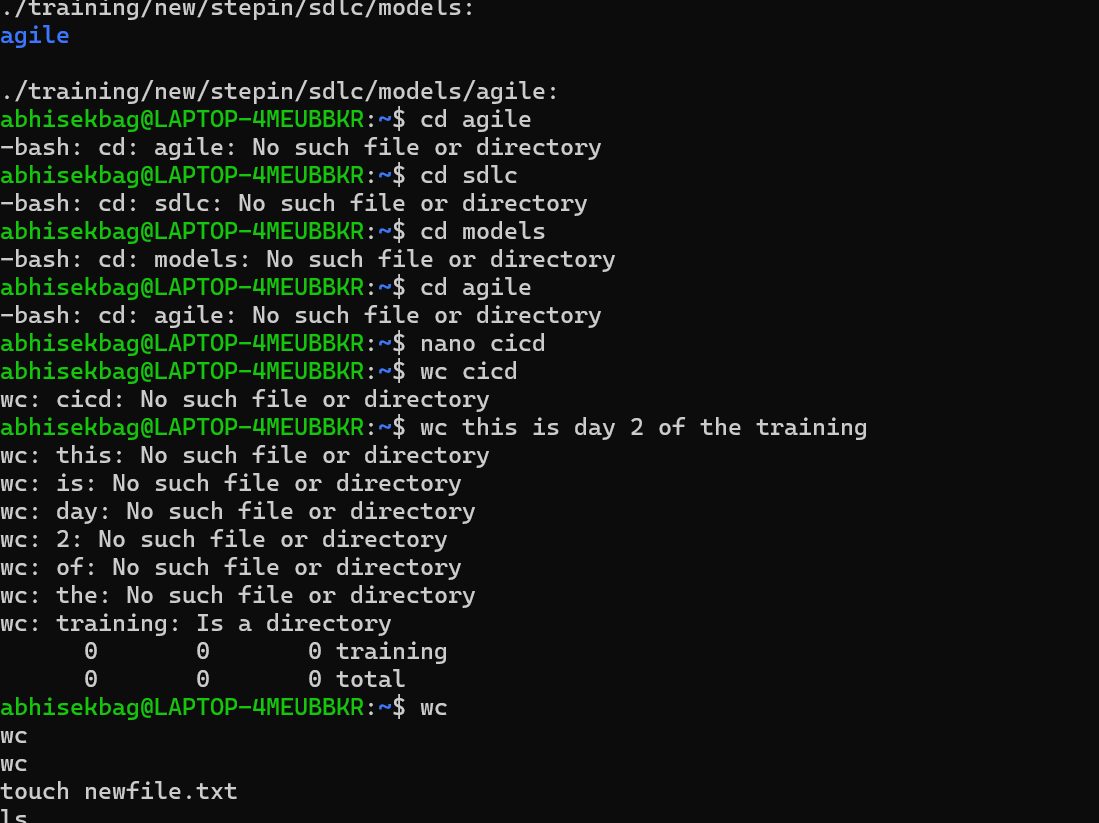 ./training/new/stepin/sdlc/models:
agile
./training/new/stepin/sdlc/models/agile:
abhisekbag@LAPTOP-4MEUBBKR:~$ cd agile
-bash: cd: agile: No such file or directory
abhisekbag@LAPTOP-4MEUBBKR:~$ cd sdlc
-bash: cd: sdlc: No such file or directory
abhisekbag@LAPTOP-4MEUBBKR:~$ cd models
-bash: cd: models: No such file or directory
abhisekbag@LAPTOP-4MEUBBKR:~$ cd agile
-bash: cd: agile: No such file or directory
abhisekbag@LAPTOP-4MEUBBKR:~$ nano cicd
abhisekbag@LAPTOP-4MEUBBKR:~$ wc cicd
wc: cicd: No such file or directory
abhisekbag@LAPTOP-4MEUBBKR:~$ wc this is day 2 of the training
wc: this: No such file or directory
wc: is: No such file or directory
wc: day: No such file or directory
wc: 2: No such file or directory
wc: of: No such file or directory
wc: the: No such file or directory
wc: training: Is a directory
      0       0       0 training
      0       0       0 total
abhisekbag@LAPTOP-4MEUBBKR:~$ wc
wc
wc
touch newfile.txt
ls